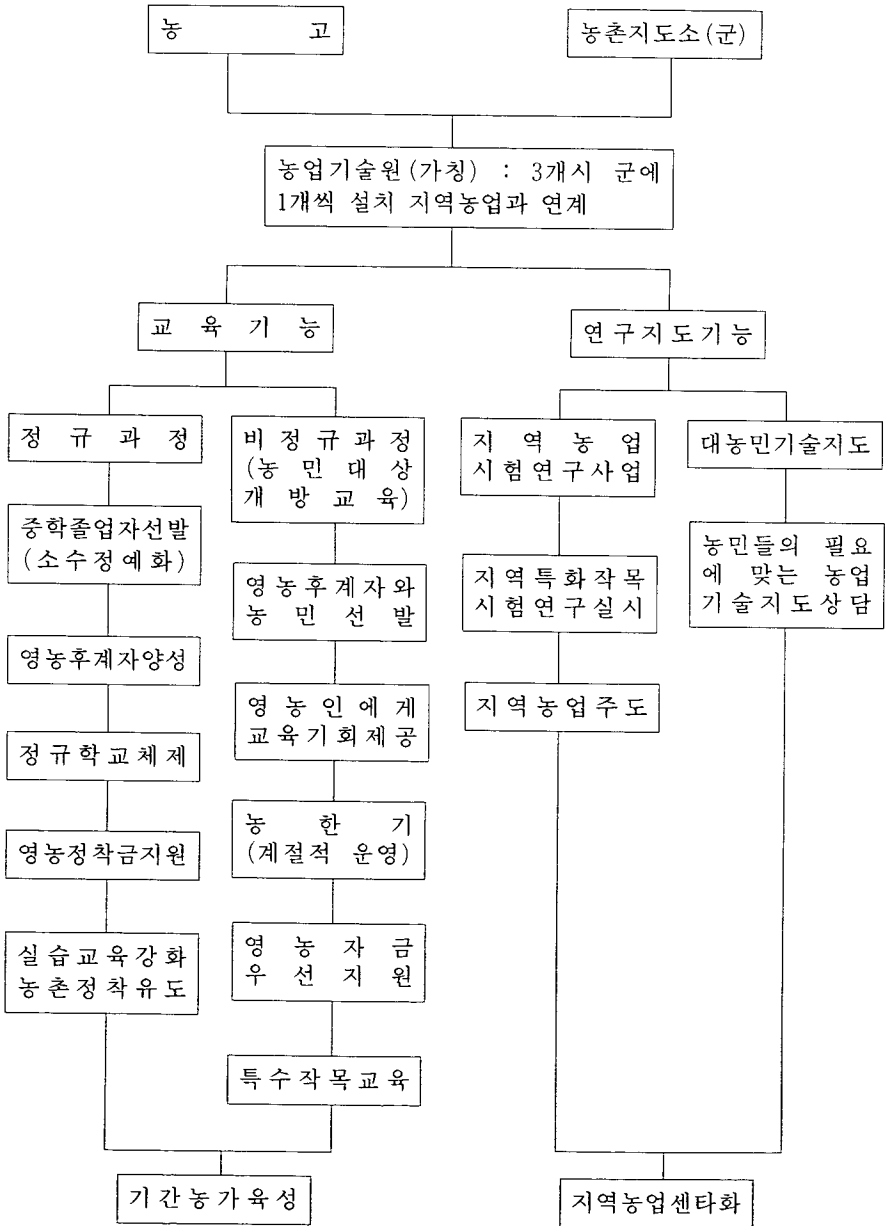 농 고
농촌지도소(군)
농업기술원(가칭) : 3개시 군에
1개씩 설치 지역농업과 연계
교 육 기 능
연구지도기능
정 규 과 정
중학졸업자선발
(소수정예화)
영농후계자양성
정규학교체제
영농정착금지원
실습교육강화
농촌정착유도
비정규과정
(농민대상
개방교육)
영농후계자와
농 민 선 발
영농인에게
교육기회제공
농 한 기
(계절적 운영)
영 농 자 금
우 선 지 원
특수작목교육
기간농가육성
지 역 농 업
시험연구사업
지역특화작목
시험연구실시
지역농업주도
대농민기술지도
농민들의 필요
에 맞는 농업
기술지도상담
지역농업센타화